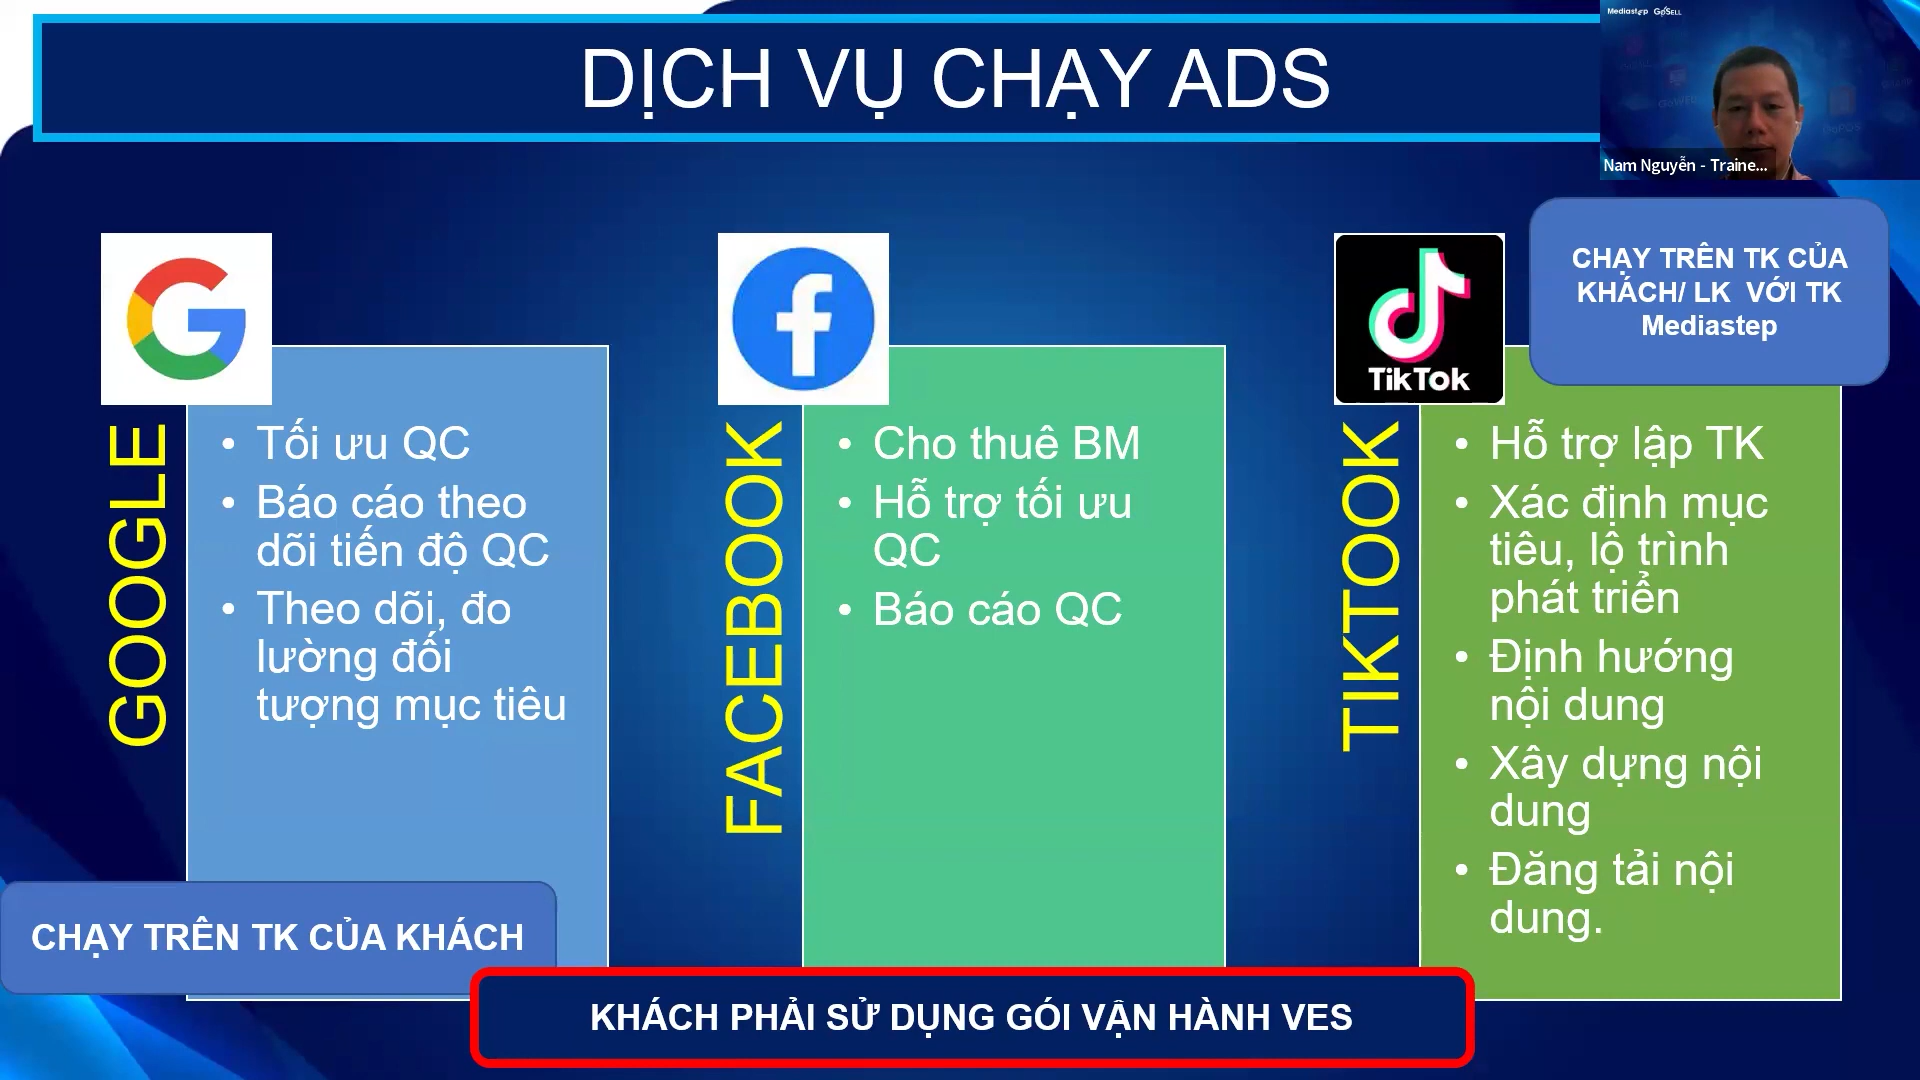 DỊCH VỤ CHẠY ADS
Mediastep GoSELL
Nam Nguyễn - Traine...
CHẠY TRÊN TK CỦA
KHÁCH/ LK VỚI TK
Mediastep
GOOGLE
• Tối ưu QC
• Báo cáo theo
dõi tiến độ QC
• Theo dõi, đo
lường đối
tượng mục tiêu
CHẠY TRÊN TK CỦA KHÁCH
FACEBOOK
• Cho thuê BM
• Hỗ trợ tối ưu
QC
• Báo cáo QC
TikTok
TIKTOOK
• Hỗ trợ lập TK
• Xác định mục
tiêu, lộ trình
phát triển
• Định hướng
nội dung
• Xây dựng nội
dung
• Đăng tải nội
dung.
KHÁCH PHẢI SỬ DỤNG GÓI VẬN HÀNH VES